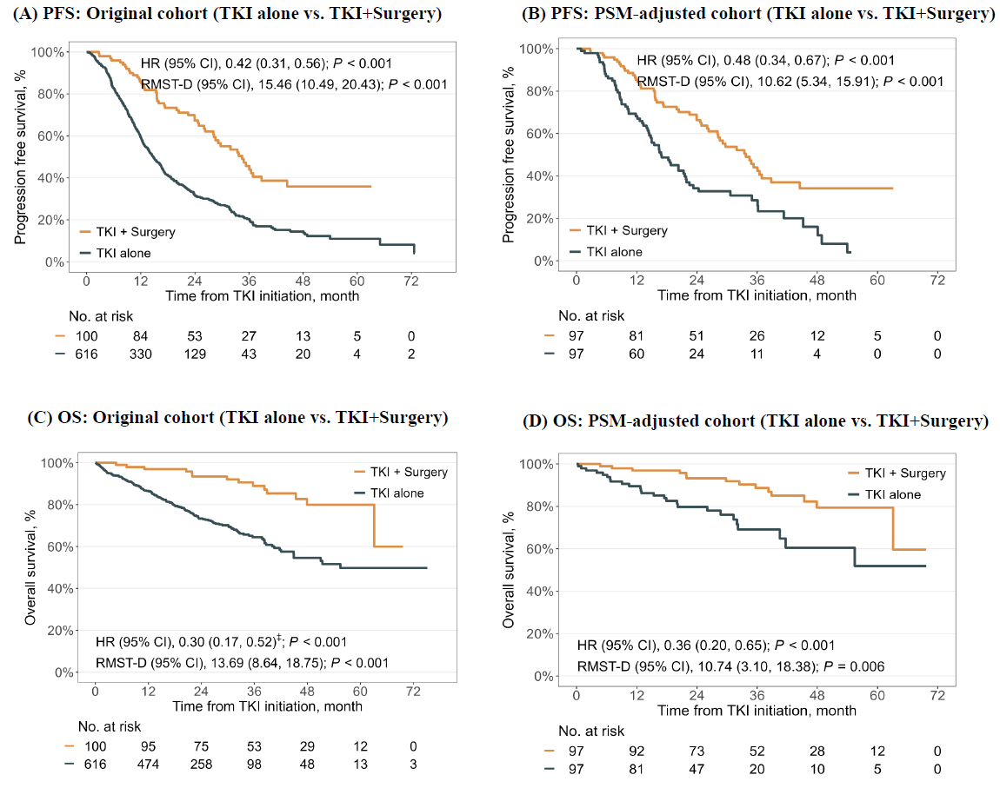 (A) PFS: Original cohort (TKI alone vs. TKI+Surgery)
Progression free survival, %
100%
80%
60%
40%
20%
0%
HR (95% CI), 0.42 (0.31, 0.56); P < 0.001
RMST-D (95% CI), 15.46 (10.49, 20.43); P < 0.001
TKI + Surgery
TKI alone
0 12 24 36 48 60 72
Time from TKI initiation, month
No. at risk
100 84 53 27 13 5 0
616 330 129 43 20 4 2
(B) PFS: PSM-adjusted cohort (TKI alone vs. TKI+Surgery)
Progression free survival, %
100%
80%
60%
40%
20%
0%
HR (95% CI), 0.48 (0.34, 0.67); P < 0.001
RMST-D (95% CI), 10.62 (5.34, 15.91); P < 0.001
TKI + Surgery
TKI alone
0 12 24 36 48 60 72
Time from TKI initiation, month
No. at risk
97 81 51 26 12 5 0
97 60 24 11 4 0 0
(C) OS: Original cohort (TKI alone vs. TKI+Surgery)
Overall survival, %
100%
80%
60%
40%
20%
0%
TKI + Surgery
TKI alone
HR (95% CI), 0.30 (0.17, 0.52)‡; P < 0.001
RMST-D (95% CI), 13.69 (8.64, 18.75); P < 0.001
0 12 24 36 48 60 72
Time from TKI initiation, month
No. at risk
100 95 75 53 29 12 0
616 474 258 98 48 13 3
(D) OS: PSM-adjusted cohort (TKI alone vs. TKI+Surgery)
Overall survival, %
100%
80%
60%
40%
20%
0%
TKI + Surgery
TKI alone
HR (95% CI), 0.36 (0.20, 0.65); P < 0.001
RMST-D (95% CI), 10.74 (3.10, 18.38); P = 0.006
0 12 24 36 48 60 72
Time from TKI initiation, month
No. at risk
97 92 73 52 28 12 0
97 81 47 20 10 5 0